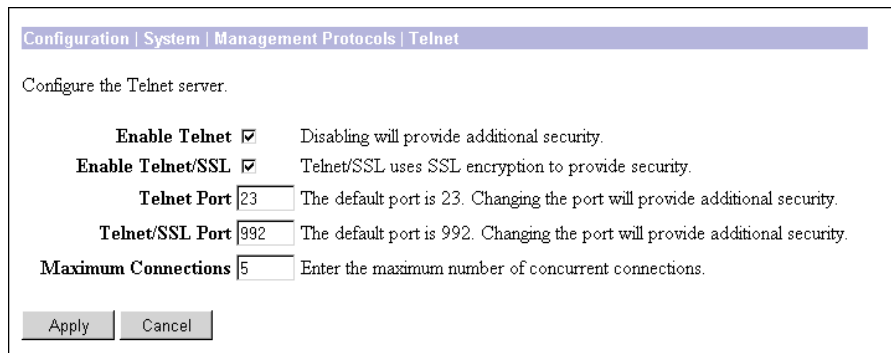 Configuration | System | Management Protocols | Telnet
Configure the Telnet server.
Enable Telnet Disabling will provide additional security.
Enable Telnet/SSL Telnet/SSL uses SSL encryption to provide security.
Telnet Port 23 The default port is 23. Changing the port will provide additional security.
Telnet/SSL Port 992 The default port is 992. Changing the port will provide additional security.
Maximum Connections 5 Enter the maximum number of concurrent connections.
Apply Cancel